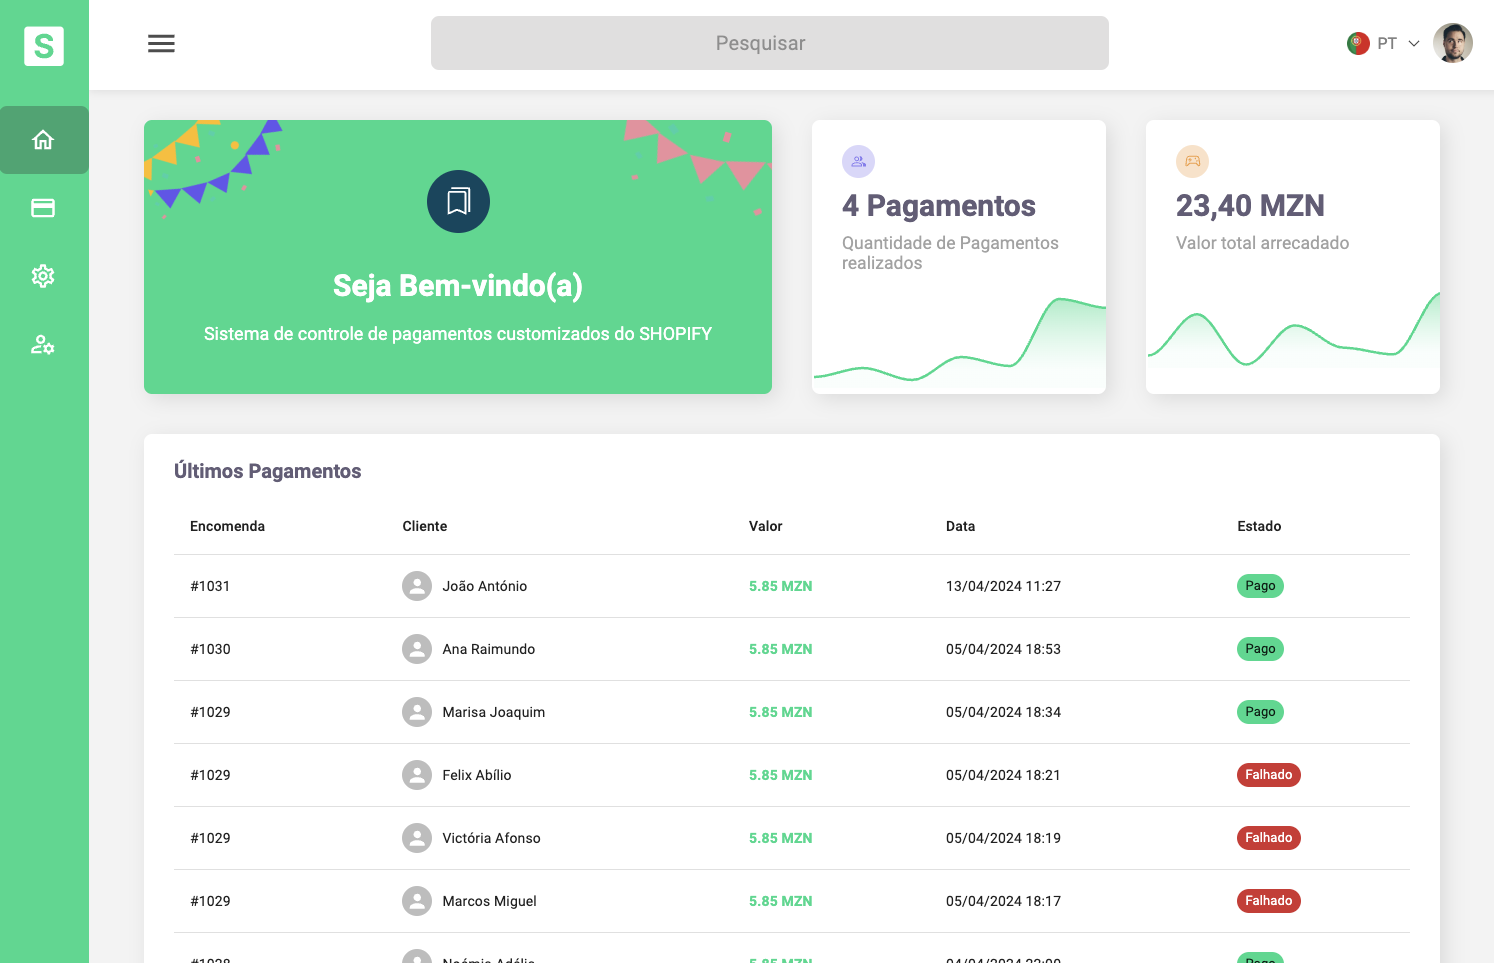 S
Pesquisar
PT
Seja Bem-vindo(a)
Sistema de controle de pagamentos customizados do SHOPIFY
4 Pagamentos
Quantidade de Pagamentos
realizados
23,40 MZN
Valor total arrecadado
Últimos Pagamentos
Encomenda Cliente Valor Data Estado
#1031 João António 5.85 MZN 13/04/2024 11:27 Pago
#1030 Ana Raimundo 5.85 MZN 05/04/2024 18:53 Pago
#1029 Marisa Joaquim 5.85 MZN 05/04/2024 18:34 Pago
#1029 Felix Abílio 5.85 MZN 05/04/2024 18:21 Falhado
#1029 Victória Afonso 5.85 MZN 05/04/2024 18:19 Falhado
#1029 Marcos Miguel 5.85 MZN 05/04/2024 18:17 Falhado
5.85 MZN Pago